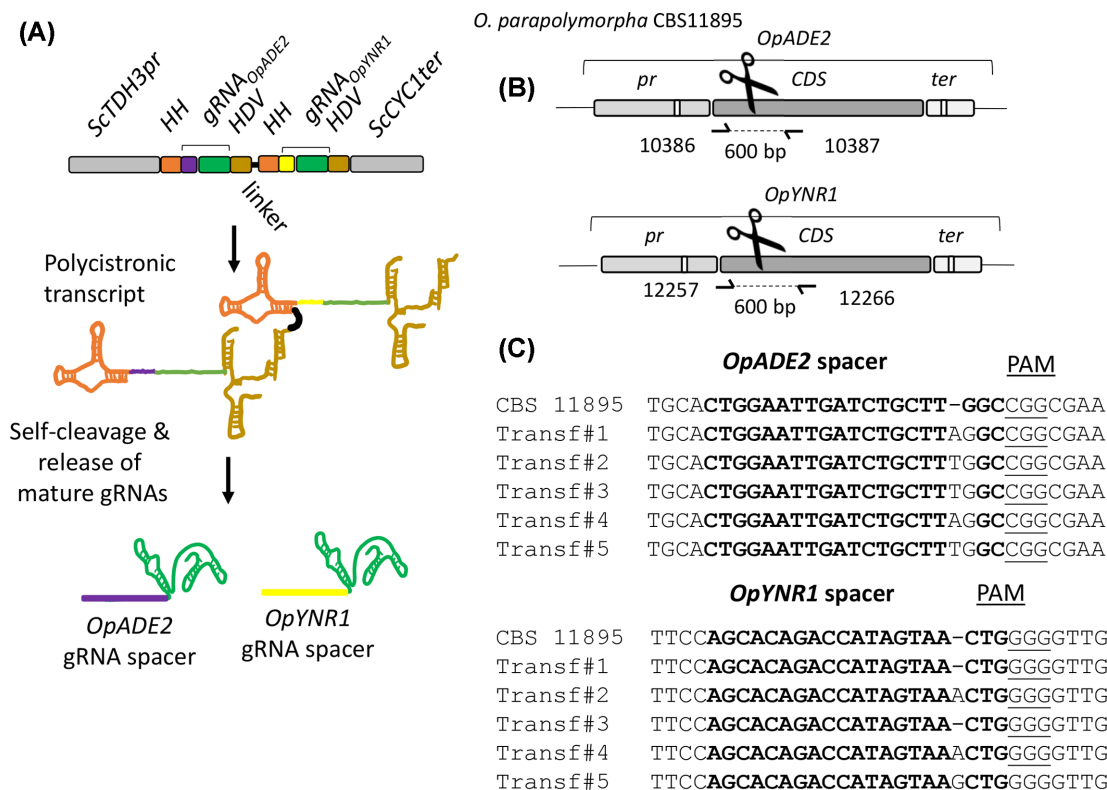 (A)
ScTDH3pr
HH
gRNA OpADE2
HDV
HH
gRNA OpYNR1
HDV
ScCYC1ter
linker
Polycistronic
transcript
Self-cleavage &
release of
mature gRNAs
OpADE2
gRNA spacer
OpYNR1
gRNA spacer
O. parapolymorpha CBS11895
(B)
OpADE2
pr CDS ter
10386 600 bp 10387
OpYNR1
pr CDS ter
12257 600 bp 12266
(C)
OpADE2 spacer PAM
CBS 11895 TGCACTGGAATTGATCTGCTT-GGCCGGCGAA
Transf#1 TGCACTGGAATTGATCTGCTTAGGCCGGCGAA
Transf#2 TGCACTGGAATTGATCTGCTTTGGCCGGCGAA
Transf#3 TGCACTGGAATTGATCTGCTTTGGCCGGCGAA
Transf#4 TGCACTGGAATTGATCTGCTTAGGCCGGCGAA
Transf#5 TGCACTGGAATTGATCTGCTTTGGCCGGCGAA
OpYNR1 spacer PAM
CBS 11895 TTCCAGCACAGACCATAGTAA-CTGGGGGTTG
Transf#1 TTCCAGCACAGACCATAGTAA-CTGGGGGTTG
Transf#2 TTCCAGCACAGACCATAGTAAACTGGGGGTTG
Transf#3 TTCCAGCACAGACCATAGTAA-CTGGGGGTTG
Transf#4 TTCCAGCACAGACCATAGTAAACTGGGGGTTG
Transf#5 TTCCAGCACAGACCATAGTAAGCTGGGGGTTG